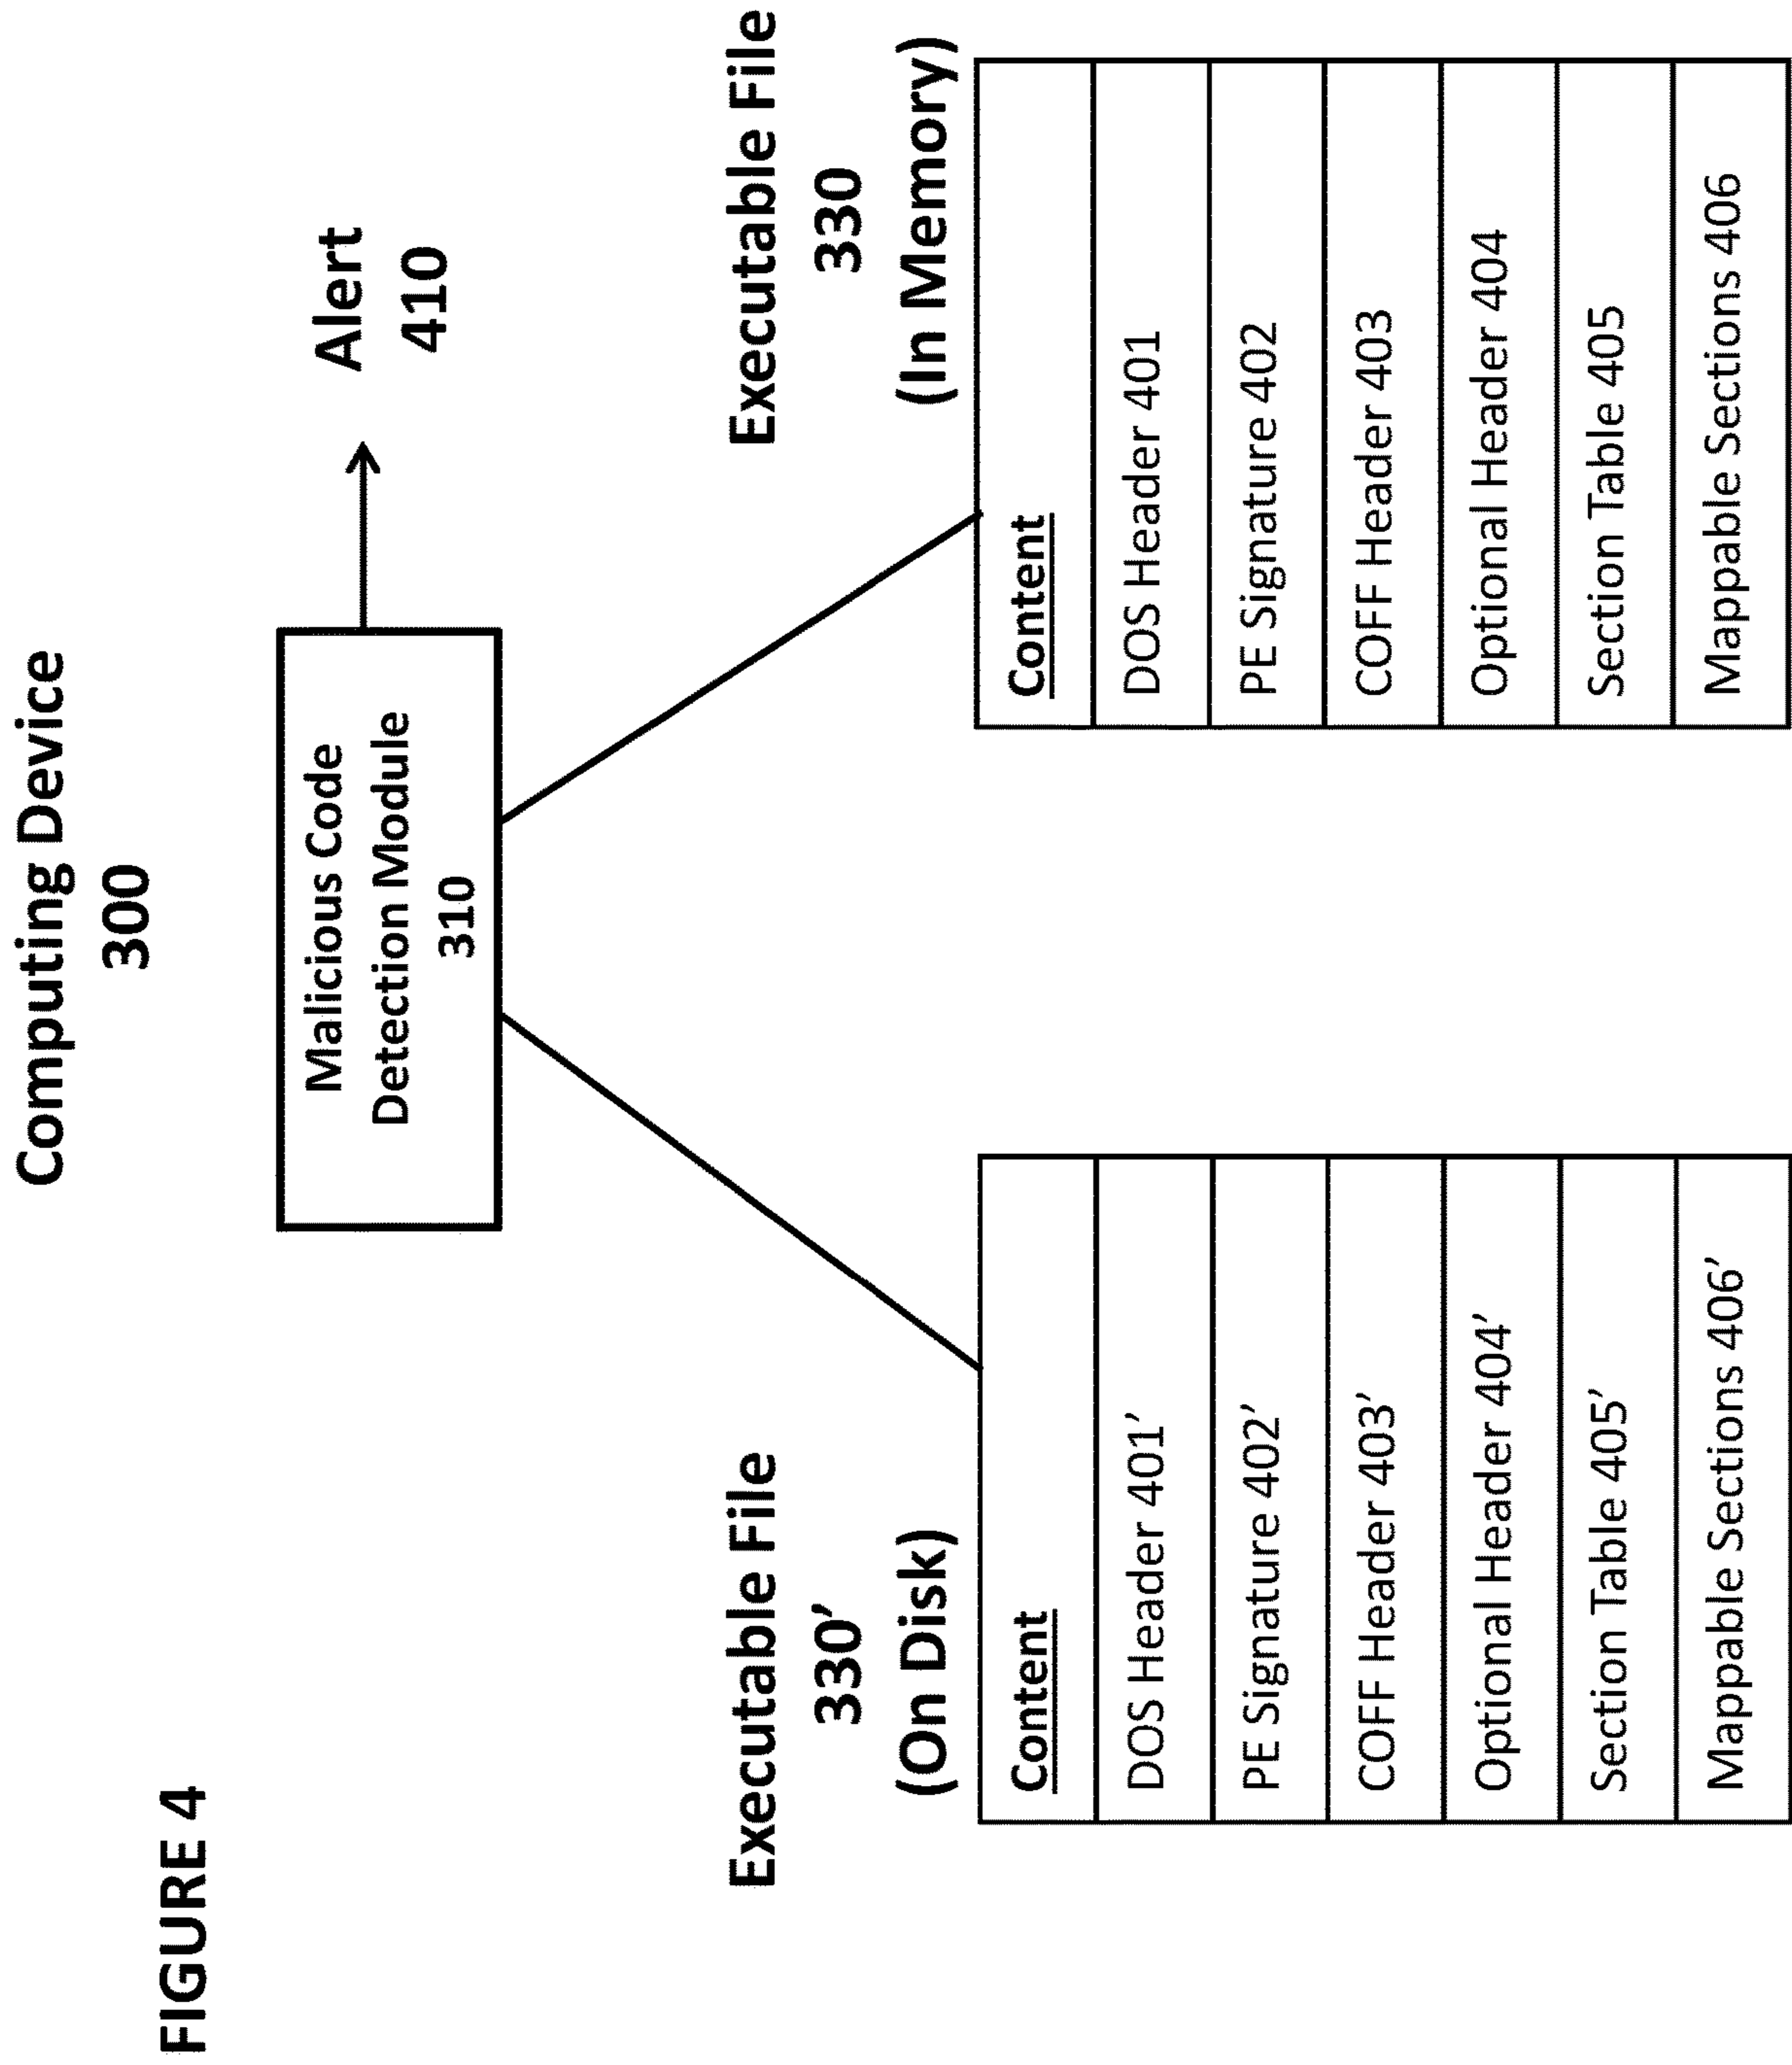 FIGURE 4
Computing Device
300
Malicious Code
Detection Module
310
Alert
410
Executable File
330’
(On Disk)
Content
DOS Header 401’
PE Signature 402’
COFF Header 403’
Optional Header 404’
Section Table 405’
Mappable Sections 406’
Executable File
330
(In Memory)
Content
DOS Header 401
PE Signature 402
COFF Header 403
Optional Header 404
Section Table 405
Mappable Sections 406